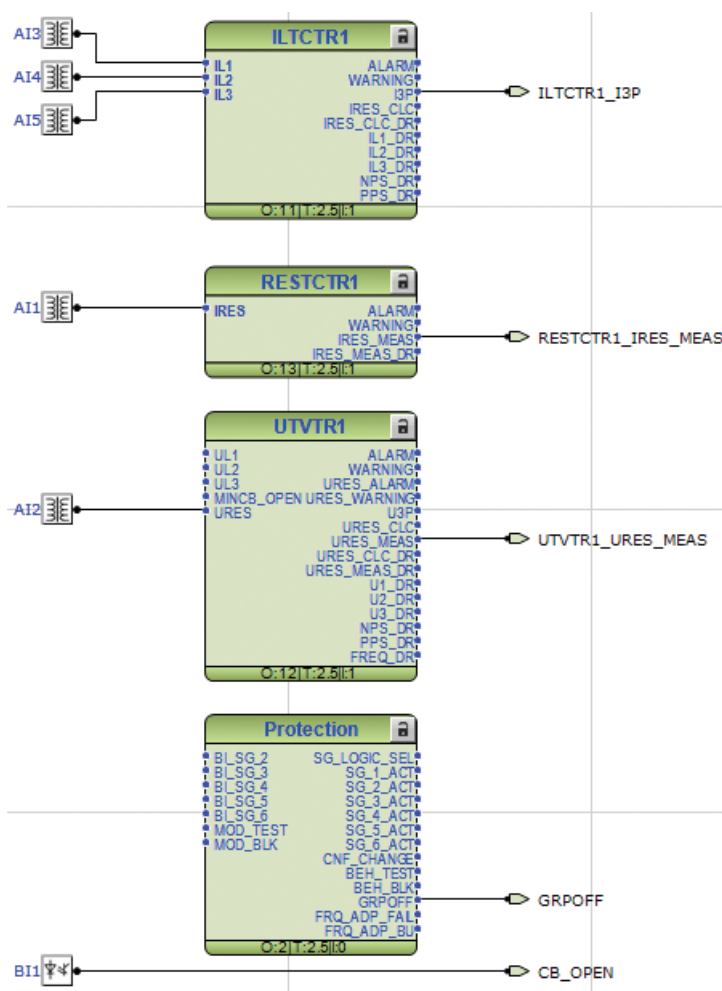 ILTCTR1
AI3
AI4
AI5
IL1
IL2
IL3
ALARM
WARNING
I3P
IRES_CLC
IRES_CLC_DR
IL1_DR
IL2_DR
IL3_DR
NPS_DR
PPS_DR
ILTCTR1_I3P
O:11|T:2.5|I:1
RESTCTR1
AI1
IRES
ALARM
WARNING
IRES_MEAS
IRES_MEAS_DR
RESTCTR1_IRES_MEAS
O:13|T:2.5|I:1
UTVTR1
AI2
UL1
UL2
UL3
MINCB_OPEN
URES
ALARM
WARNING
URES_ALARM
URES_WARNING
U3P
URES_CLC
URES_MEAS
URES_CLC_DR
URES_MEAS_DR
U1_DR
U2_DR
U3_DR
NPS_DR
PPS_DR
FREQ_DR
UTVTR1_URES_MEAS
O:12|T:2.5|I:1
Protection
BI_SG_2
BI_SG_3
BI_SG_4
BI_SG_5
BI_SG_6
MOD_TEST
MOD_BLK
SG_LOGIC_SEL
SG_1_ACT
SG_2_ACT
SG_3_ACT
SG_4_ACT
SG_5_ACT
SG_6_ACT
CNF_CHANGE
BEH_TEST
BEH_BLK
GRPOFF
FRQ_ADP_FAIL
FRQ_ADP_BU
GRPOFF
O:2|T:2.5|I:0
BI1
CB_OPEN